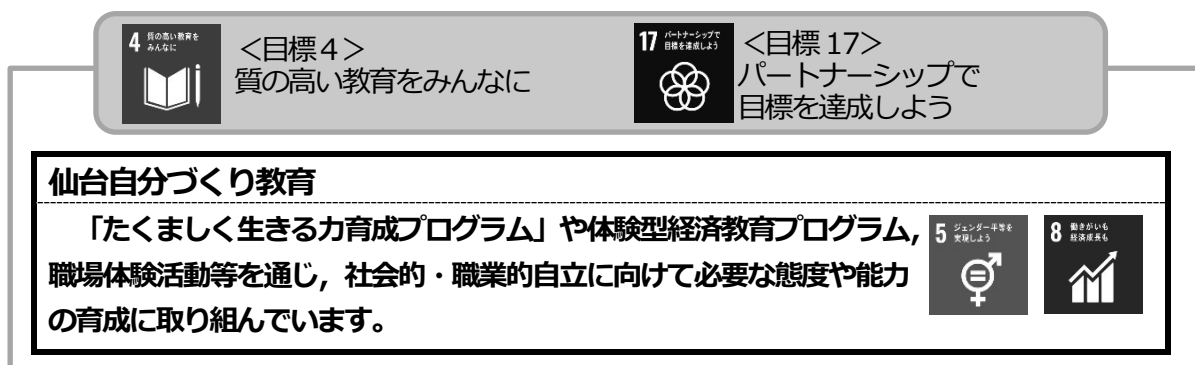 4 質の高い教育を
みんなに
＜目標４＞
質の高い教育をみんなに
17 パートナーシップで
目標を達成しよう
＜目標 17＞
パートナーシップで
目標を達成しよう
仙台自分づくり教育
「たくましく生きる力育成プログラム」や体験型経済教育プログラム，
職場体験活動等を通じ，社会的・職業的自立に向けて必要な態度や能力
の育成に取り組んでいます。
5 ジェンダー平等を
実現しよう
8 働きがいも
経済成長も